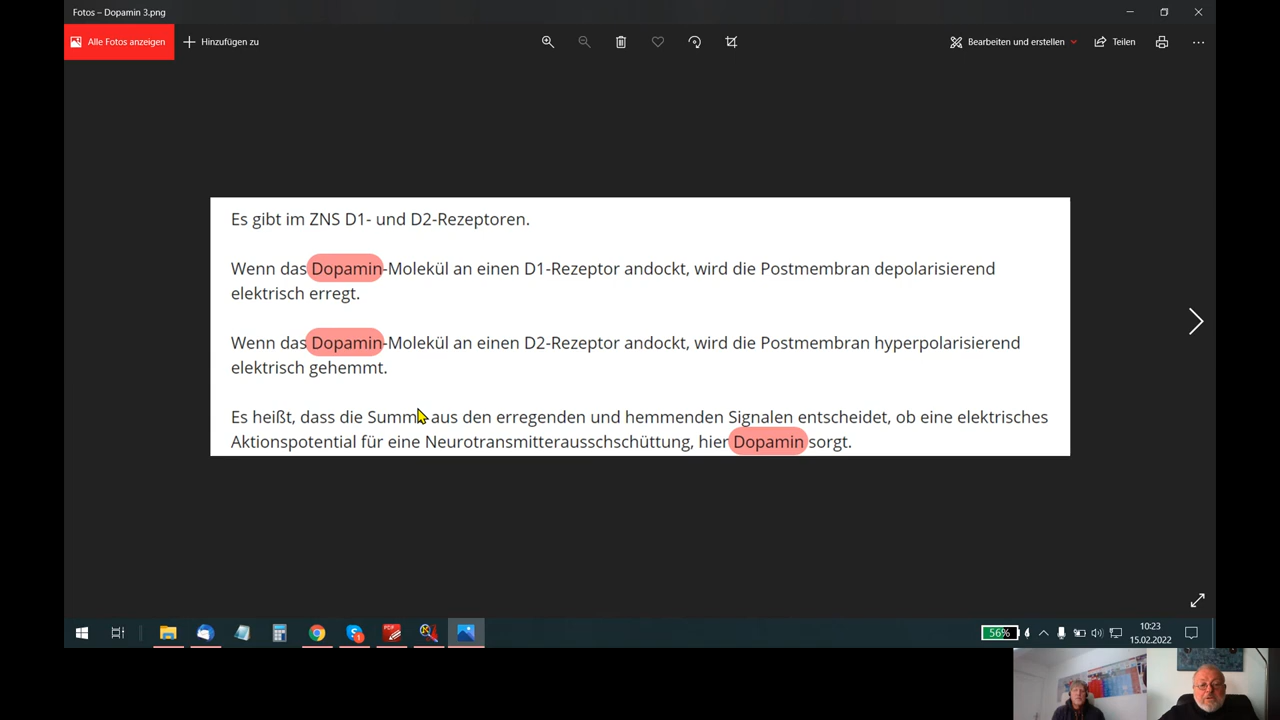 Fotos – Dopamin 3.png
Alle Fotos anzeigen
Hinzufügen zu
Bearbeiten und erstellen
Teilen
Es gibt im ZNS D1- und D2-Rezeptoren.
Wenn das Dopamin-Molekül an einen D1-Rezeptor andockt, wird die Postmembran depolarisierend
elektrisch erregt.
Wenn das Dopamin-Molekül an einen D2-Rezeptor andockt, wird die Postmembran hyperpolarisierend
elektrisch gehemmt.
Es heißt, dass die Summ aus den erregenden und hemmenden Signalen entscheidet, ob eine elektrisches
Aktionspotential für eine Neurotransmitterausschschüttung, hier Dopamin sorgt.
56%
10:23
15.02.2022